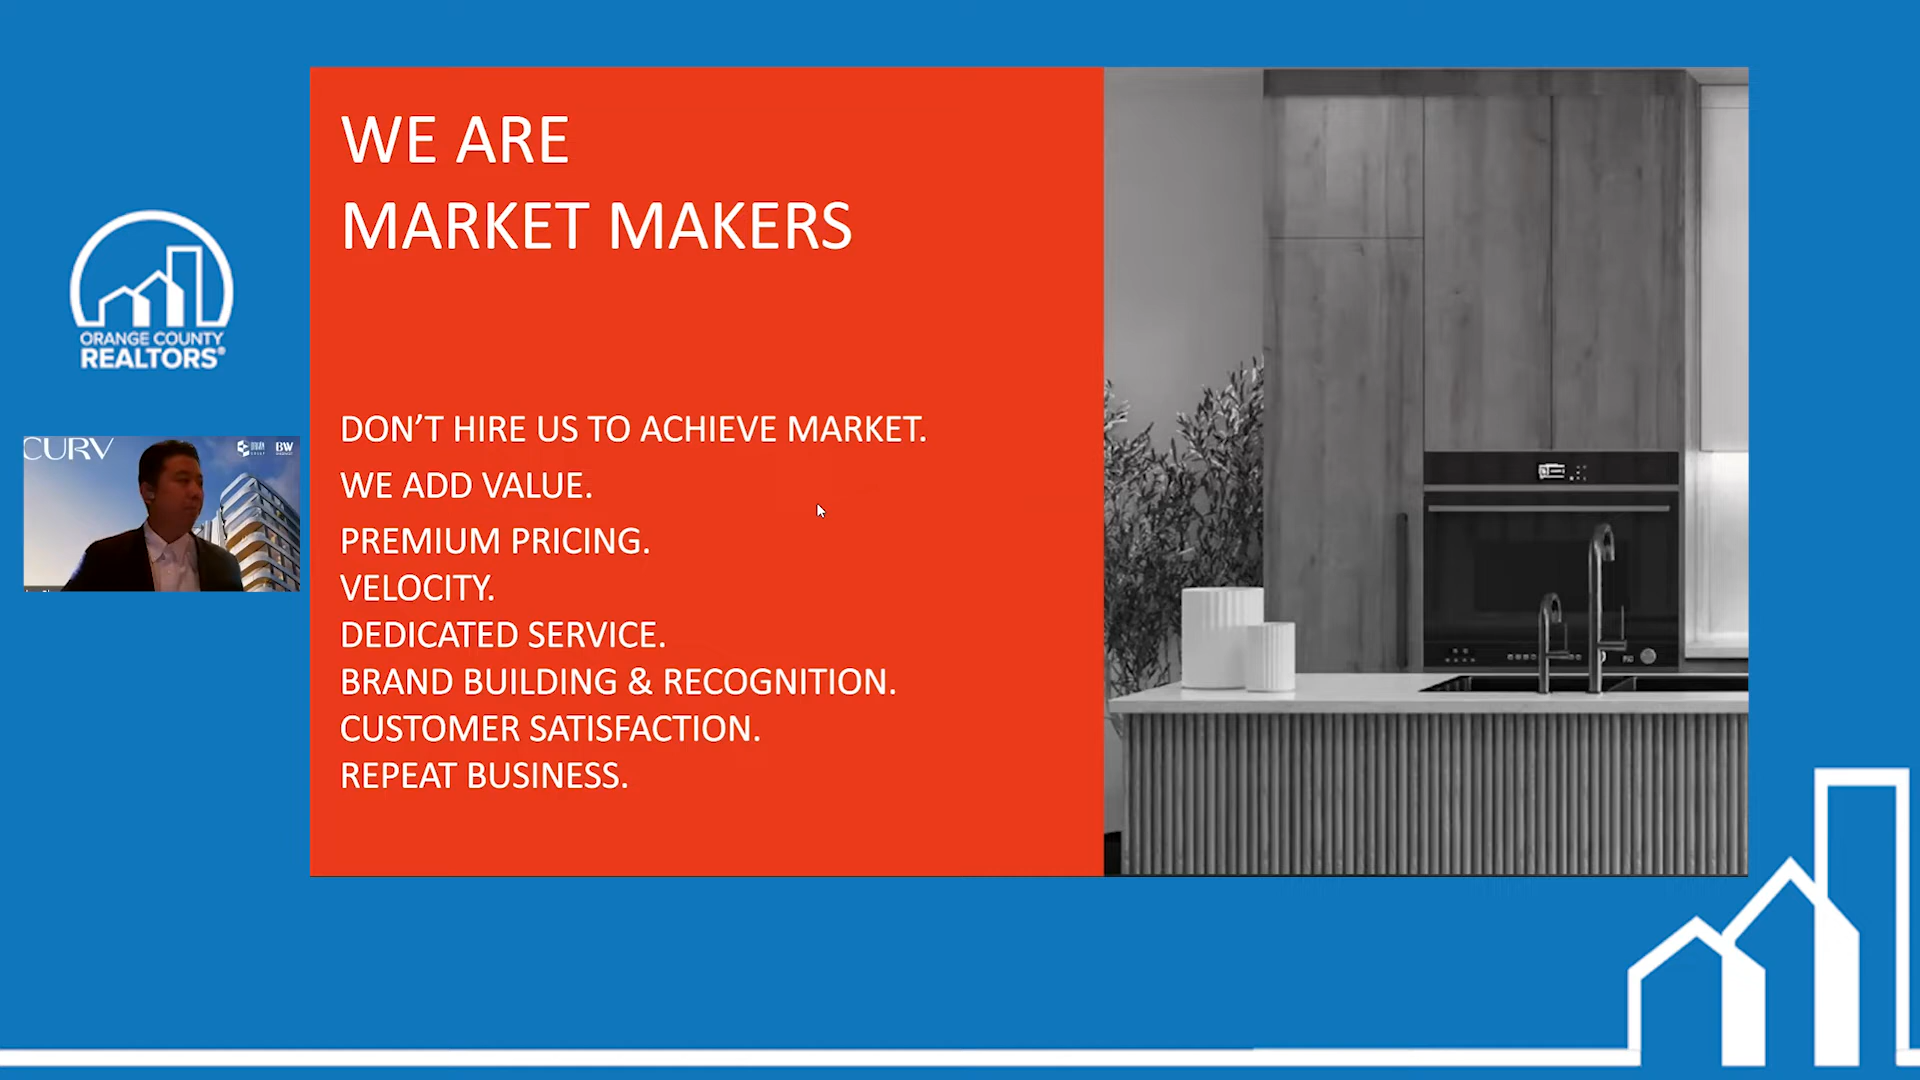 WE ARE
MARKET MAKERS
ORANGE COUNTY
REALTORS®
DON’T HIRE US TO ACHIEVE MARKET.
CURV
BW
WE ADD VALUE.
PREMIUM PRICING.
VELOCITY.
DEDICATED SERVICE.
BRAND BUILDING & RECOGNITION.
CUSTOMER SATISFACTION.
REPEAT BUSINESS.